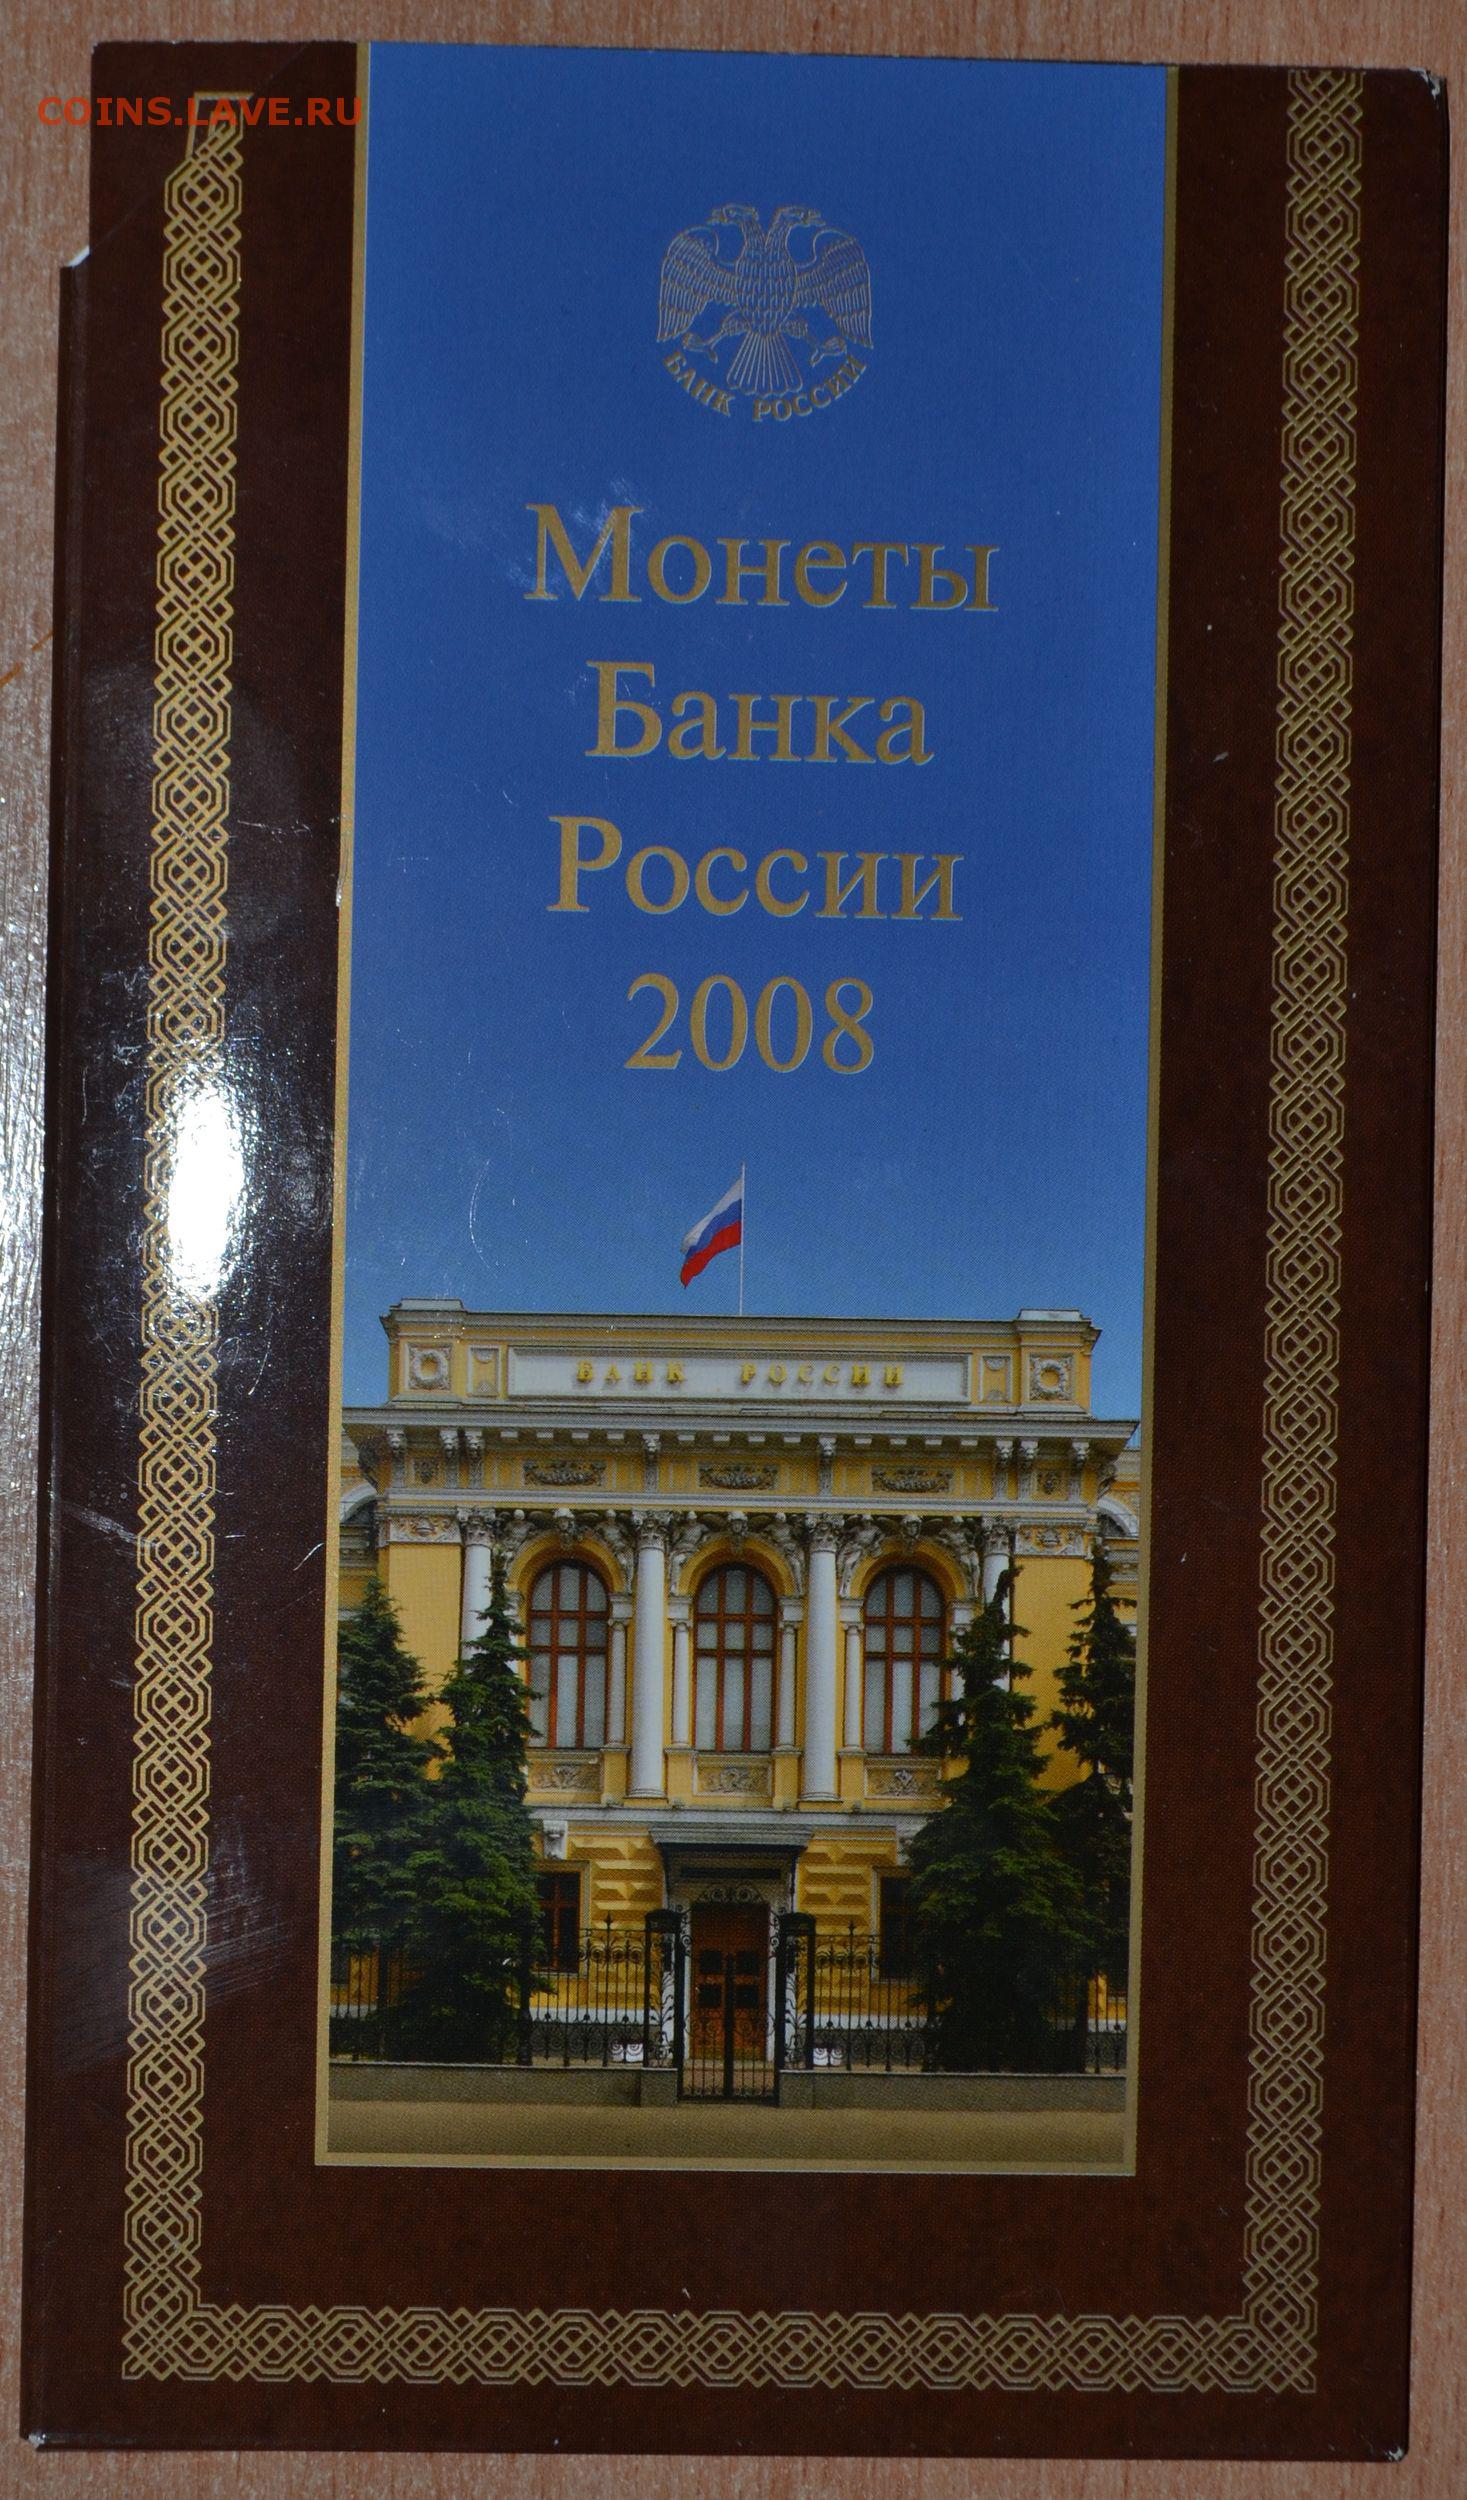 COINS.LAVE.RU
БАНК РОССИИ
Монеты
Банка
России
2008
БАНК РОССИИ